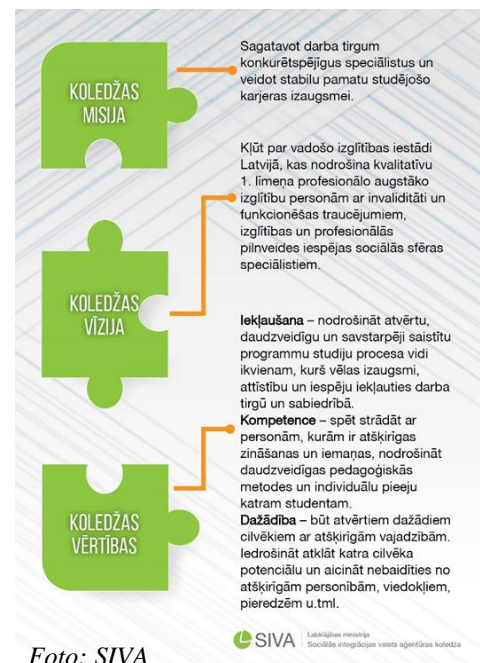 KOLEDŽAS
MISIJA
Sagatavot darba tirgum
konkurētspējīgus speciālistus un
veidot stabilu pamatu studējošo
karjeras izaugsmei.
KOLEDŽAS
VĪZIJA
Kļūt par vadošo izglītības iestādi
Latvijā, kas nodrošina kvalitatīvu
1. līmeņa profesionālo augstāko
izglītību personām ar invaliditāti un
funkcionēšas traucējumiem,
izglītības un profesionālās
pilnveides iespējas sociālās sfēras
speciālistiem.
KOLEDŽAS
VĒRTĪBAS
Iekļaušana – nodrošināt atvērtu,
daudzveidīgu un savstarpēji saistītu
programmu studiju procesa vidi
ikvienam, kurš vēlas izaugsmi,
attīstību un iespēju iekļauties darba
tirgū un sabiedrībā.
Kompetence – spēt strādāt ar
personām, kurām ir atšķirīgas
zināšanas un iemaņas, nodrošināt
daudzveidīgas pedagoģiskās
metodes un individuālu pieeju
katram studentam.
Dažādība – būt atvērtiem dažādiem
cilvēkiem ar atšķirīgām vajadzībām.
Iedrošināt atklāt katra cilvēka
potenciālu un aicināt nebaidīties no
atšķirīgām personībām, viedokļiem,
pieredzēm u.tml.
SIVA
Labklājības ministrija
Sociālās integrācijas valsts aģentūras koledža
Foto: SIVA